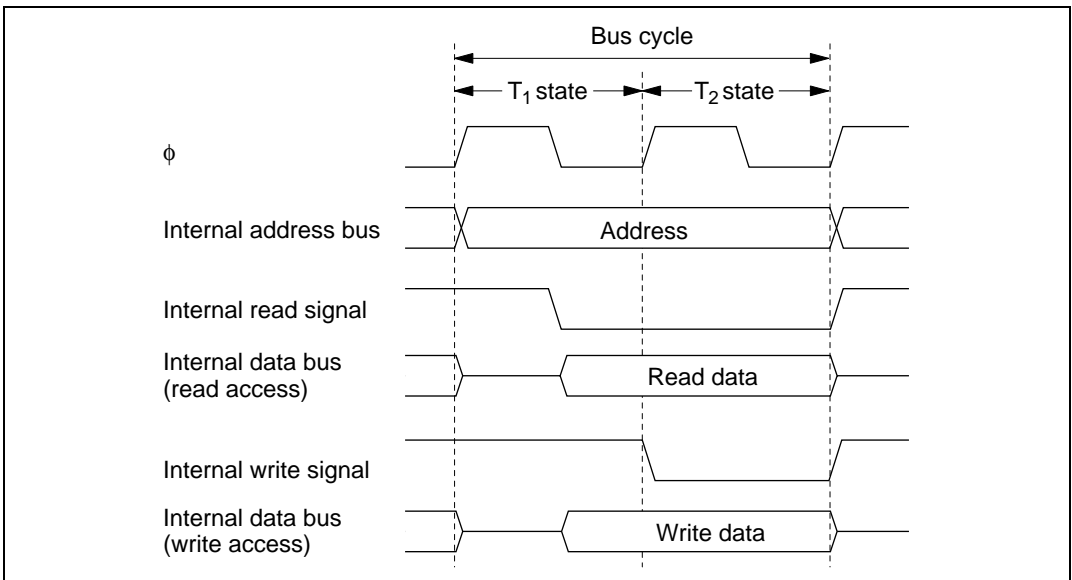 Bus cycle
T₁ state T₂ state
φ
Internal address bus Address
Internal read signal
Internal data bus
(read access) Read data
Internal write signal
Internal data bus
(write access) Write data